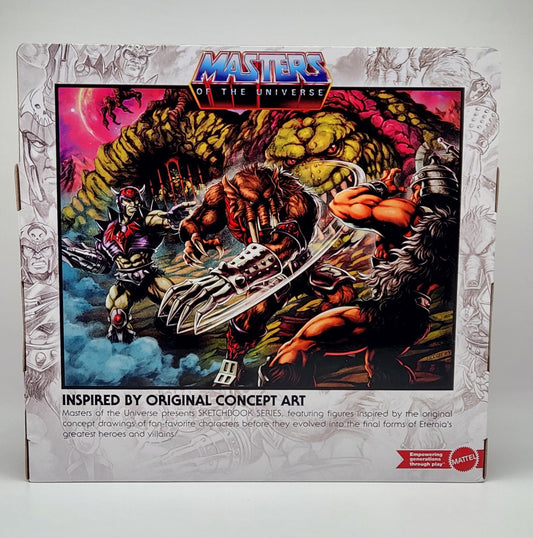 MASTERS
OF THE UNIVERSE
INSPIRED BY ORIGINAL CONCEPT ART
Masters of the Universe presents SKETCHBOOK SERIES, featuring figures inspired by the original
concept drawings of fan-favorite characters before they evolved into the final forms of Eternia's
greatest heroes and villains!
Empowering
generations
through play™
MATTEL